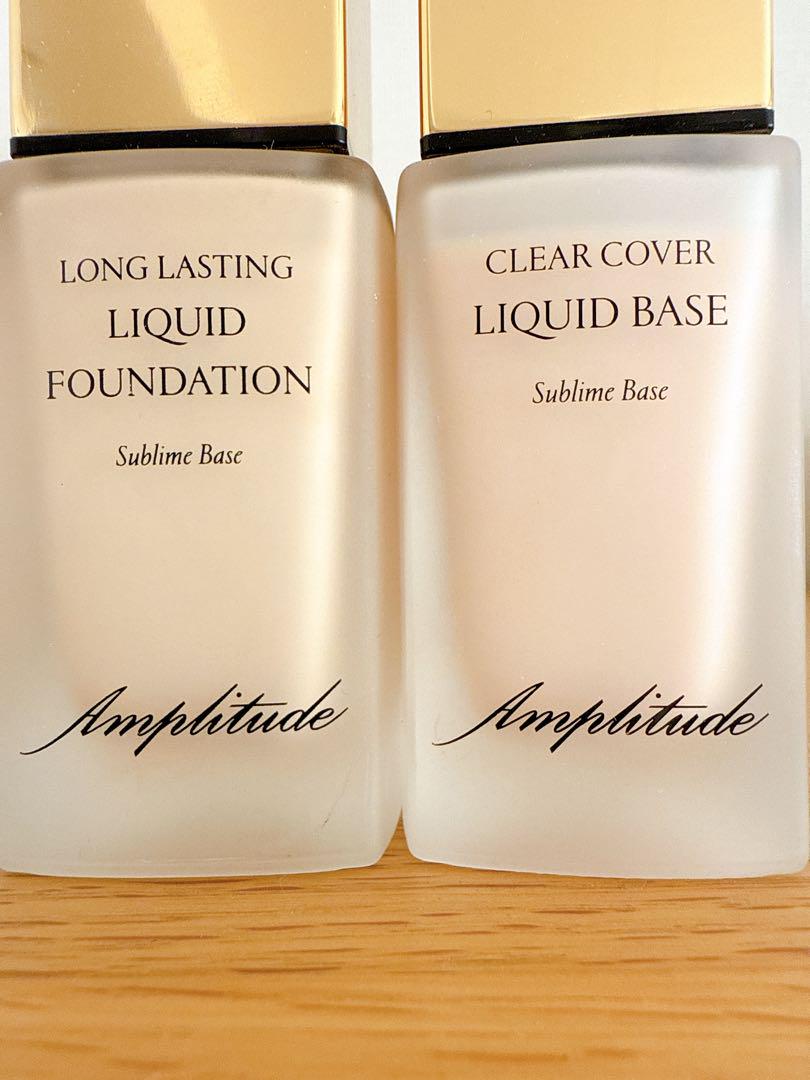 LONG LASTING
LIQUID
FOUNDATION
Sublime Base
Amplitude
CLEAR COVER
LIQUID BASE
Sublime Base
Amplitude